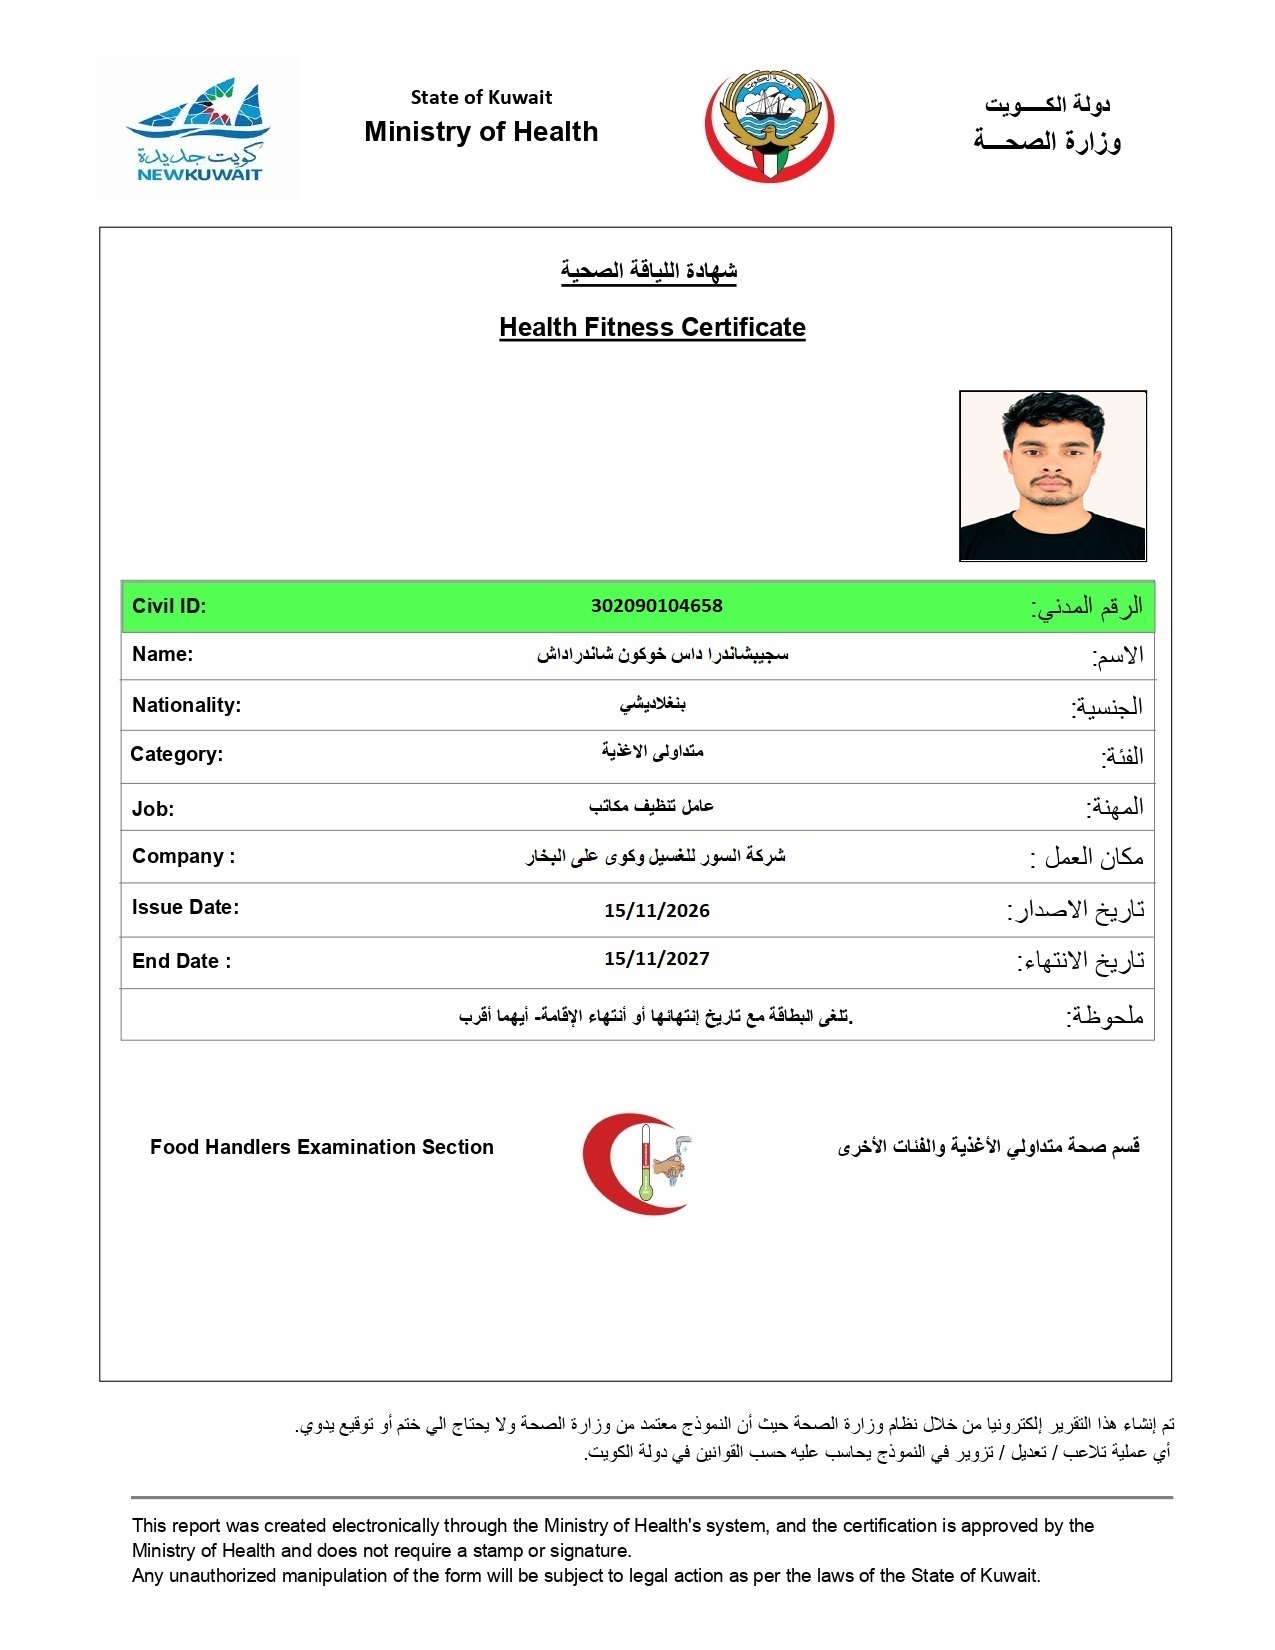 State of Kuwait
Ministry of Health
دولة الكـــويت
وزارة الصحـــة
كويت جديدة
NEWKUWAIT
دولة الكويت
شهادة اللياقة الصحية
Health Fitness Certificate
Civil ID: 302090104658 الرقم المدني:
Name: سجيبشاندرا داس خوكون شاندراداش الاسم:
Nationality: بنغلاديشي الجنسية:
Category: متداولى الاغذية الفئة:
Job: عامل تنظيف مكاتب المهنة:
Company : شركة السور للغسيل وكوى على البخار مكان العمل :
Issue Date: 15/11/2026 تاريخ الاصدار:
End Date : 15/11/2027 تاريخ الانتهاء:
ملحوظة: تلغى البطاقة مع تاريخ إنتهائها أو أنتهاء الإقامة- أيهما أقرب.
Food Handlers Examination Section
قسم صحة متداولي الأغذية والفئات الأخرى
تم إنشاء هذا التقرير إلكترونيا من خلال نظام وزارة الصحة حيث أن النموذج معتمد من وزارة الصحة ولا يحتاج الي ختم أو توقيع يدوي.
أي عملية تلاعب / تعديل / تزوير في النموذج يحاسب عليه حسب القوانين في دولة الكويت.
This report was created electronically through the Ministry of Health's system, and the certification is approved by the
Ministry of Health and does not require a stamp or signature.
Any unauthorized manipulation of the form will be subject to legal action as per the laws of the State of Kuwait.